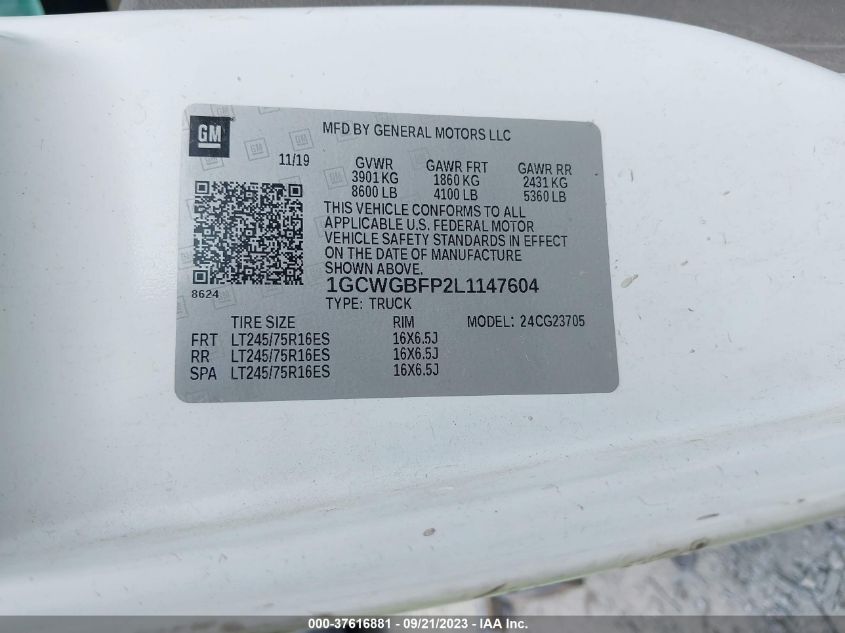 GM
MFD BY GENERAL MOTORS LLC
11/19
GVWR GAWR FRT GAWR RR
3901 KG 1860 KG 2431 KG
8600 LB 4100 LB 5360 LB
THIS VEHICLE CONFORMS TO ALL
APPLICABLE U.S. FEDERAL MOTOR
VEHICLE SAFETY STANDARDS IN EFFECT
ON THE DATE OF MANUFACTURE
SHOWN ABOVE.
8624
1GCWGBFP2L1147604
TYPE: TRUCK
TIRE SIZE RIM MODEL: 24CG23705
FRT LT245/75R16ES 16X6.5J
RR LT245/75R16ES 16X6.5J
SPA LT245/75R16ES 16X6.5J
000-37616881 - 09/21/2023 - IAAI.com.